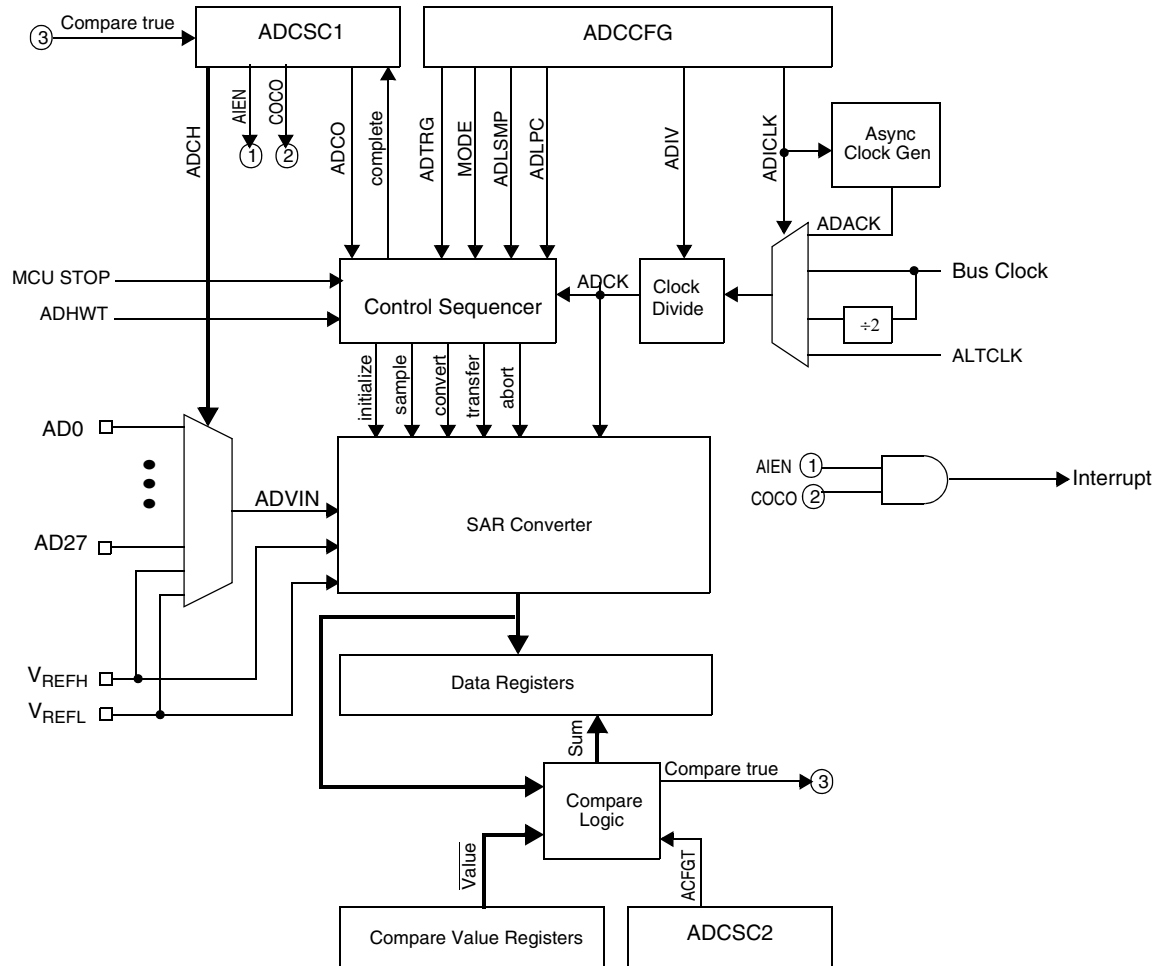 3
Compare true
ADCSC1
ADCCFG
ADCH
AIEN
COCO
1
2
ADCO
complete
ADTRG
MODE
ADLSMP
ADLPC
ADIV
ADICLK
Async
Clock Gen
ADACK
MCU STOP
ADHWT
Control Sequencer
ADCK
Clock
Divide
Bus Clock
÷2
ALTCLK
initialize
sample
convert
transfer
abort
AD0
AD27
ADVIN
SAR Converter
AIEN 1
COCO 2
Interrupt
VREFH
VREFL
Data Registers
Sum
Compare true
3
Compare
Logic
Value
ACFGT
Compare Value Registers
ADCSC2